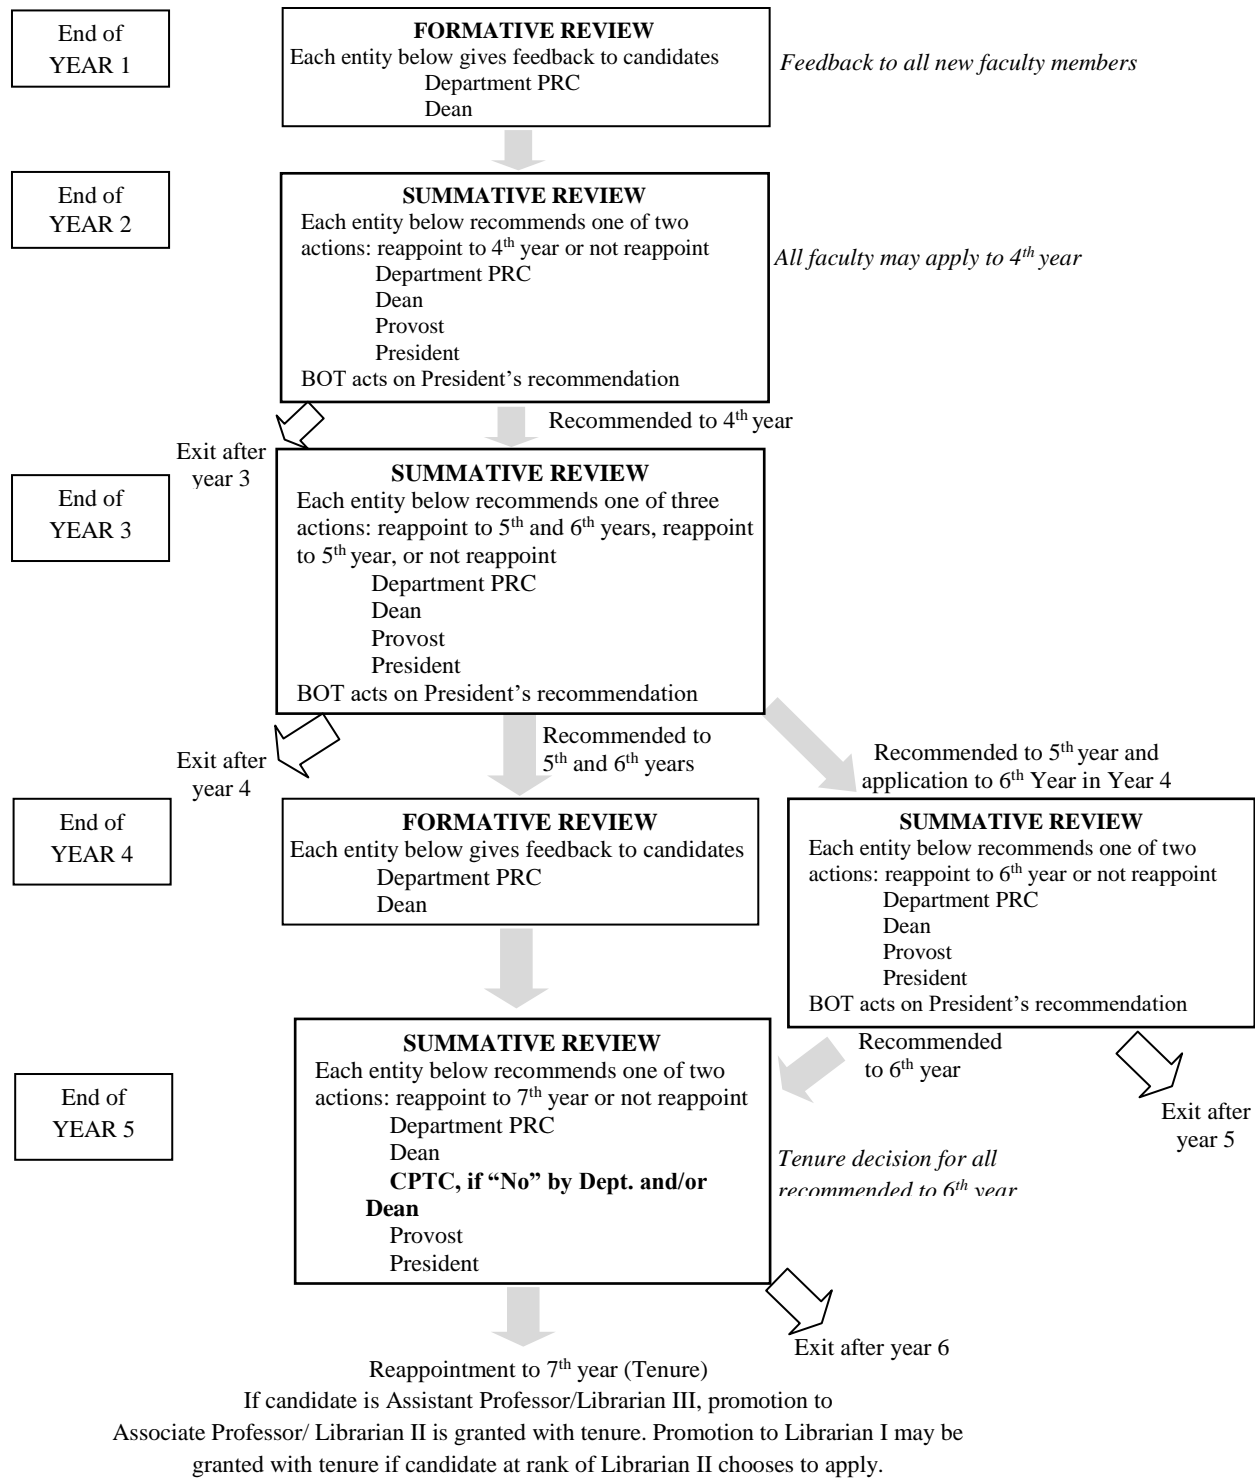 End of
YEAR 1
FORMATIVE REVIEW
Each entity below gives feedback to candidates
Department PRC
Dean
Feedback to all new faculty members
End of
YEAR 2
SUMMATIVE REVIEW
Each entity below recommends one of two
actions: reappoint to 4th year or not reappoint
Department PRC
Dean
Provost
President
BOT acts on President’s recommendation
All faculty may apply to 4th year
Exit after
year 3
Recommended to 4th year
End of
YEAR 3
SUMMATIVE REVIEW
Each entity below recommends one of three
actions: reappoint to 5th and 6th years, reappoint
to 5th year, or not reappoint
Department PRC
Dean
Provost
President
BOT acts on President’s recommendation
Exit after
year 4
Recommended to
5th and 6th years
Recommended to 5th year and
application to 6th Year in Year 4
End of
YEAR 4
FORMATIVE REVIEW
Each entity below gives feedback to candidates
Department PRC
Dean
SUMMATIVE REVIEW
Each entity below recommends one of two
actions: reappoint to 6th year or not reappoint
Department PRC
Dean
Provost
President
BOT acts on President’s recommendation
Recommended
to 6th year
Exit after
year 5
End of
YEAR 5
SUMMATIVE REVIEW
Each entity below recommends one of two
actions: reappoint to 7th year or not reappoint
Department PRC
Dean
CPTC, if “No” by Dept. and/or
Dean
Provost
President
Tenure decision for all
recommended to 6th year
Exit after year 6
Reappointment to 7th year (Tenure)
If candidate is Assistant Professor/Librarian III, promotion to
Associate Professor/ Librarian II is granted with tenure. Promotion to Librarian I may be
granted with tenure if candidate at rank of Librarian II chooses to apply.